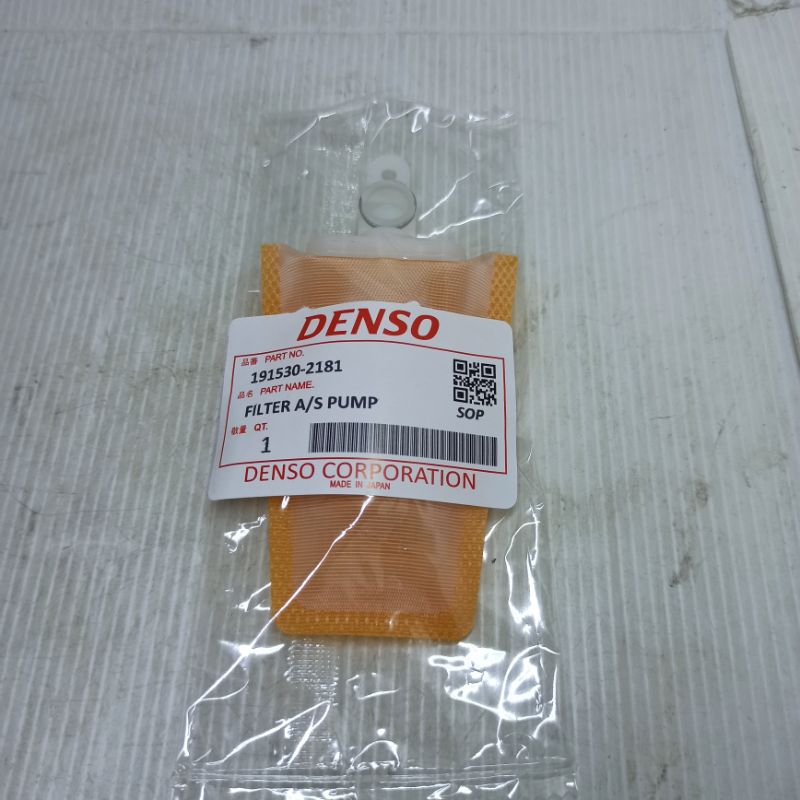 DENSO
品番 PART NO.
191530-2181
品名 PART NAME.
FILTER A/S PUMP
SOP
数量 QT.
1
DENSO CORPORATION
MADE IN JAPAN